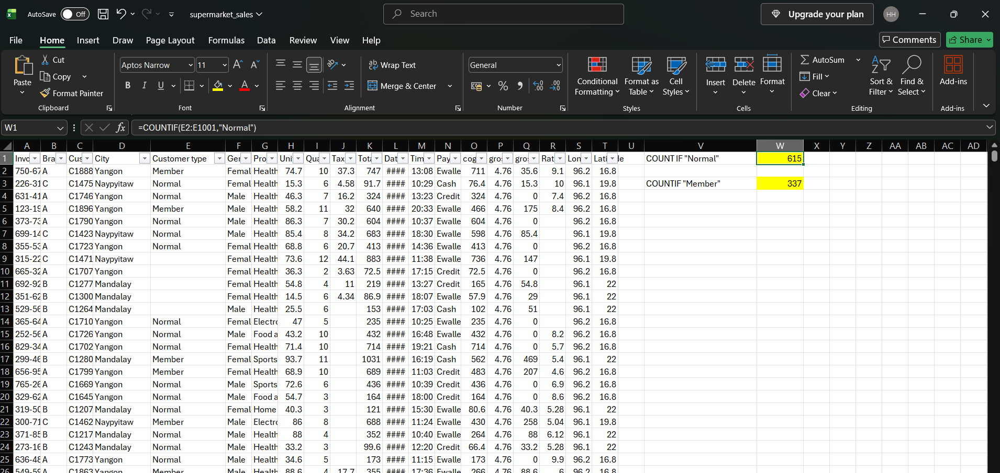 AutoSave Off supermarket_sales Search Upgrade your plan HH
File Home Insert Draw Page Layout Formulas Data Review View Help Comments Share
Cut
Copy
Format Painter
Paste
Clipboard
Aptos Narrow 11
B I U
Font
Wrap Text
Merge & Center
Alignment
General
Number
Conditional Formatting
Format as Table
Cell Styles
Styles
Insert Delete Format
Cells
AutoSum
Fill
Clear
Sort & Filter
Find & Select
Editing
Add-ins
Add-ins
W1 fx =COUNTIF(E2:E1001,"Normal")
A B C D E F G H I J K L M N O P Q R S T U V W X Y Z AA AB AC AD
1 Invo Bra Cus City Customer type Ger Pro Uni Qua Tax Tota Dat Tim Pay cog gros gros Rat Lon Lati de COUNT IF "Normal" 615
2 750-67 A C1888 Yangon Member Femal Health 74.7 10 37.3 747 #### 13:08 Ewalle 711 4.76 35.6 9.1 96.2 16.8
3 226-31 C C1475 Naypyitaw Normal Femal Health 15.3 6 4.58 91.7 #### 10:29 Cash 76.4 4.76 15.3 10 96.1 19.8 COUNTIF "Member" 337
4 631-41 A C1746 Yangon Normal Male Health 46.3 7 16.2 324 #### 13:23 Credit 324 4.76 0 7.4 96.2 16.8
5 123-19 A C1896 Yangon Member Male Health 58.2 11 32 640 #### 20:33 Ewalle 466 4.76 175 8.4 96.2 16.8
6 373-73 A C1790 Yangon Normal Male Health 86.3 7 30.2 604 #### 10:37 Ewalle 604 4.76 0 96.2 16.8
7 699-14 C C1423 Naypyitaw Normal Male Health 85.4 8 34.2 683 #### 18:30 Ewalle 598 4.76 85.4 96.1 19.8
8 355-53 A C1723 Yangon Normal Femal Health 68.8 6 20.7 413 #### 14:36 Ewalle 413 4.76 0 96.2 16.8
9 315-22 C C1471 Naypyitaw Femal Health 73.6 12 44.1 883 #### 11:38 Ewalle 736 4.76 147 96.1 19.8
10 665-32 A C1707 Yangon Femal Health 36.3 2 3.63 72.5 #### 17:15 Credit 72.5 4.76 0 96.2 16.8
11 692-92 B C1277 Mandalay Femal Health 54.8 4 11 219 #### 13:27 Credit 165 4.76 54.8 96.1 22
12 351-62 B C1300 Mandalay Femal Health 14.5 6 4.34 86.9 #### 18:07 Ewalle 57.9 4.76 29 96.1 22
13 529-56 B C1264 Mandalay Male Health 25.5 6 153 #### 17:03 Cash 102 4.76 51 96.1 22
14 365-64 A C1710 Yangon Normal Femal Electro 47 5 235 #### 10:25 Ewalle 235 4.76 0 96.2 16.8
15 252-56 A C1726 Yangon Normal Male Food a 43.2 10 432 #### 16:48 Ewalle 432 4.76 0 8.2 96.2 16.8
16 829-34 A C1702 Yangon Normal Femal Health 71.4 10 714 #### 19:21 Cash 714 4.76 0 5.7 96.2 16.8
17 299-46 B C1280 Mandalay Member Femal Sports 93.7 11 1031 #### 16:19 Cash 562 4.76 469 5.4 96.1 22
18 656-95 A C1799 Yangon Member Femal Health 68.9 10 689 #### 11:03 Credit 483 4.76 207 4.6 96.2 16.8
19 765-26 A C1669 Yangon Normal Male Sports 72.6 6 436 #### 10:39 Credit 436 4.76 0 6.9 96.2 16.8
20 329-62 A C1645 Yangon Normal Male Food a 54.7 3 164 #### 18:00 Credit 164 4.76 0 8.6 96.2 16.8
21 319-50 B C1207 Mandalay Normal Femal Home 40.3 3 121 #### 15:30 Ewalle 80.6 4.76 40.3 5.28 96.1 22
22 300-71 C C1462 Naypyitaw Member Male Electro 86 8 688 #### 11:24 Ewalle 430 4.76 258 5.04 96.1 19.8
23 371-85 B C1217 Mandalay Normal Male Health 88 4 352 #### 10:40 Ewalle 264 4.76 88 6.12 96.1 22
24 273-16 B C1243 Mandalay Normal Male Health 33.2 3 99.6 #### 12:20 Credit 66.4 4.76 33.2 5.28 96.1 22
25 636-48 A C1773 Yangon Normal Male Health 34.6 5 173 #### 11:15 Ewalle 173 4.76 0 9.9 96.2 16.8
26 549-59 A C1863 Yangon Member Male Health 88.6 4 17.7 355 #### 17:36 Ewalle 266 4.76 88.6 6 96.2 16.8